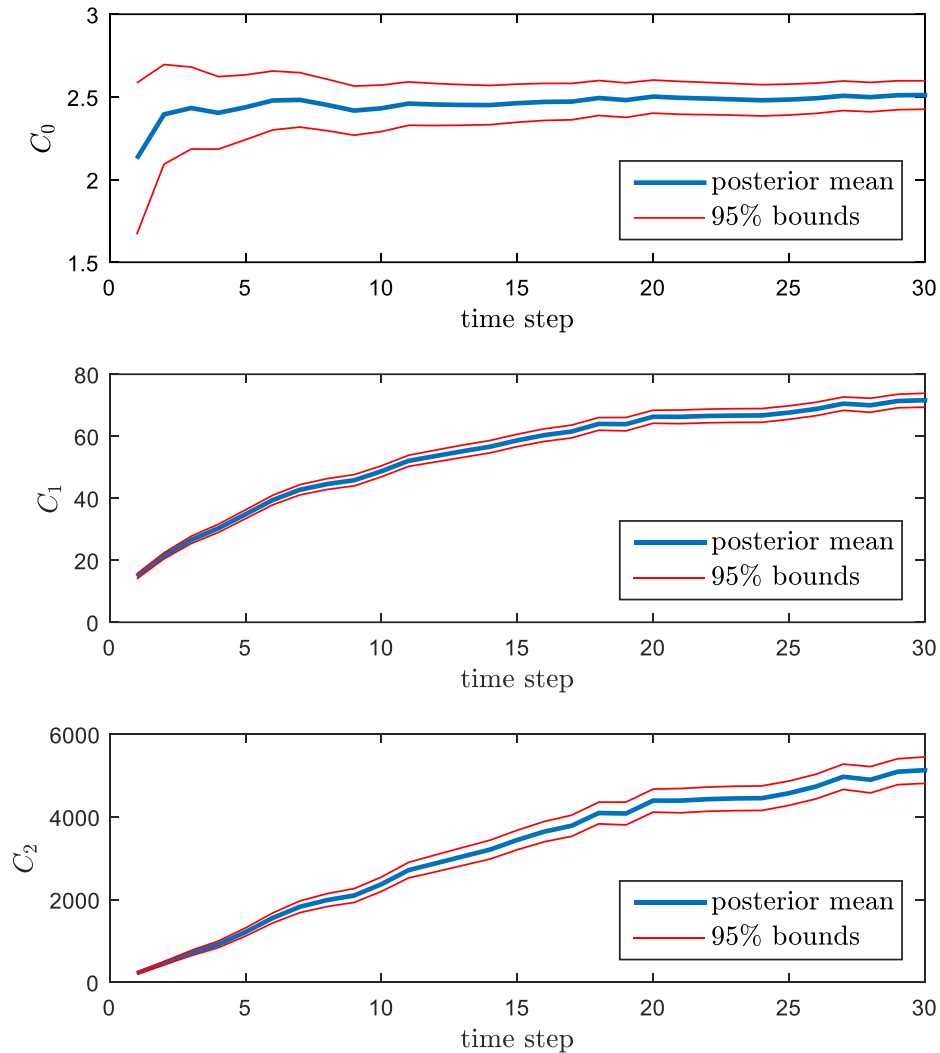 3
2.5
2
1.5
C0
posterior mean
95% bounds
0 5 10 15 20 25 30
time step
80
60
40
20
0
C1
posterior mean
95% bounds
0 5 10 15 20 25 30
time step
6000
4000
2000
0
C2
posterior mean
95% bounds
0 5 10 15 20 25 30
time step